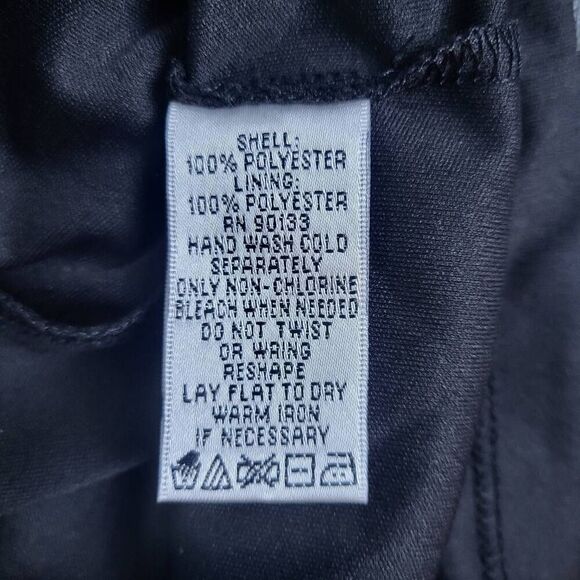 SHELL:
100% POLYESTER
LINING:
100% POLYESTER
RN 90133
HAND WASH COLD
SEPARATELY
ONLY NON-CHLORINE
BLEACH WHEN NEEDED
DO NOT TWIST
OR WRING
RESHAPE
LAY FLAT TO DRY
WARM IRON
IF NECESSARY